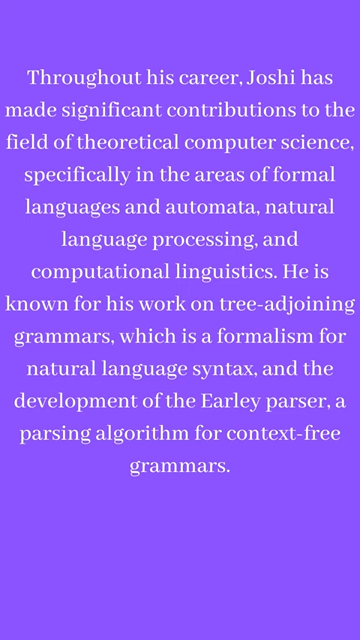 Throughout his career, Joshi has
made significant contributions to the
field of theoretical computer science,
specifically in the areas of formal
languages and automata, natural
language processing, and
computational linguistics. He is
known for his work on tree-adjoining
grammars, which is a formalism for
natural language syntax, and the
development of the Earley parser, a
parsing algorithm for context-free
grammars.